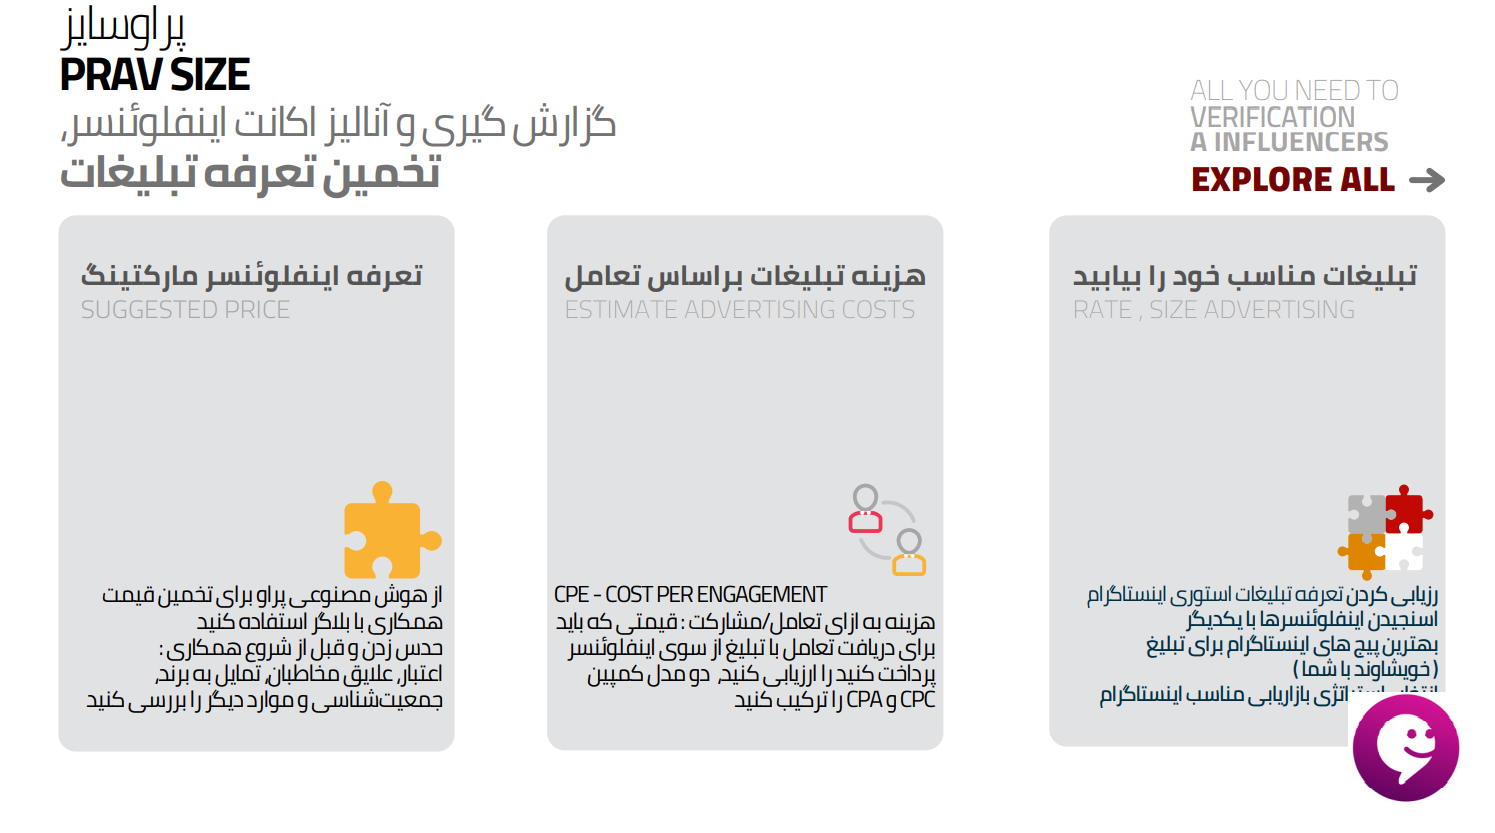 پراوسایز
PRAV SIZE
گزارش گیری و آنالیز اکانت اینفلوئنسر,
تخمین تعرفه تبلیغات
ALL YOU NEED TO
VERIFICATION
A INFLUENCERS
EXPLORE ALL
تعرفه اینفلوئنسر مارکتینگ
SUGGESTED PRICE
از هوش مصنوعی پراو برای تخمین قیمت
همکاری با بلاگر استفاده کنید
حدس زدن و قبل از شروع همکاری :
اعتبار, علایق مخاطبان, تمایل به برند,
جمعیت‌شناسی و موارد دیگر را بررسی کنید
هزینه تبلیغات براساس تعامل
ESTIMATE ADVERTISING COSTS
CPE - COST PER ENGAGEMENT
هزینه به ازای تعامل/مشارکت : قیمتی که باید
برای دریافت تعامل با تبلیغ از سوی اینفلوئنسر
پرداخت کنید را ارزیابی کنید, دو مدل کمپین
CPC و CPA را ترکیب کنید
تبلیغات مناسب خود را بیابید
RATE , SIZE ADVERTISING
رزیابی کردن تعرفه تبلیغات استوری اینستاگرام
اسنجیدن اینفلوئنسرها با یکدیگر
بهترین پیج های اینستاگرام برای تبلیغ
(خویشاوند با شما )
بازاریابی مناسب اینستاگرام